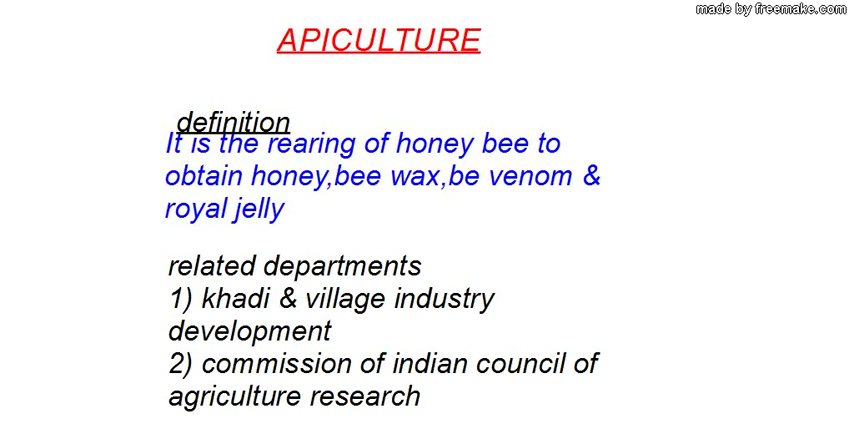 made by freemake.com
APICULTURE
definition
It is the rearing of honey bee to
obtain honey,bee wax,be venom &
royal jelly
related departments
1) khadi & village industry
development
2) commission of indian council of
agriculture research